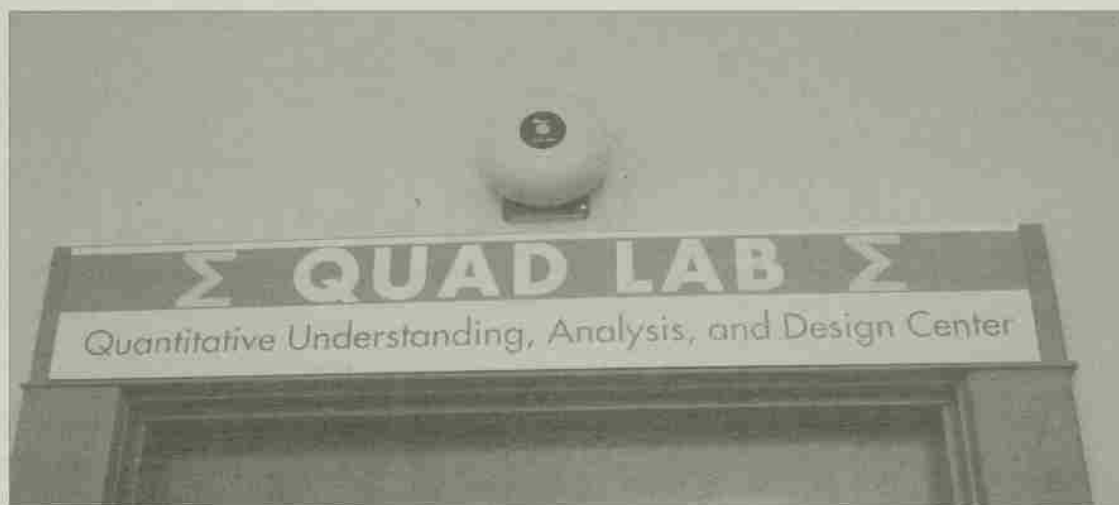 Σ QUAD LAB Σ
Quantitative Understanding, Analysis, and Design Center